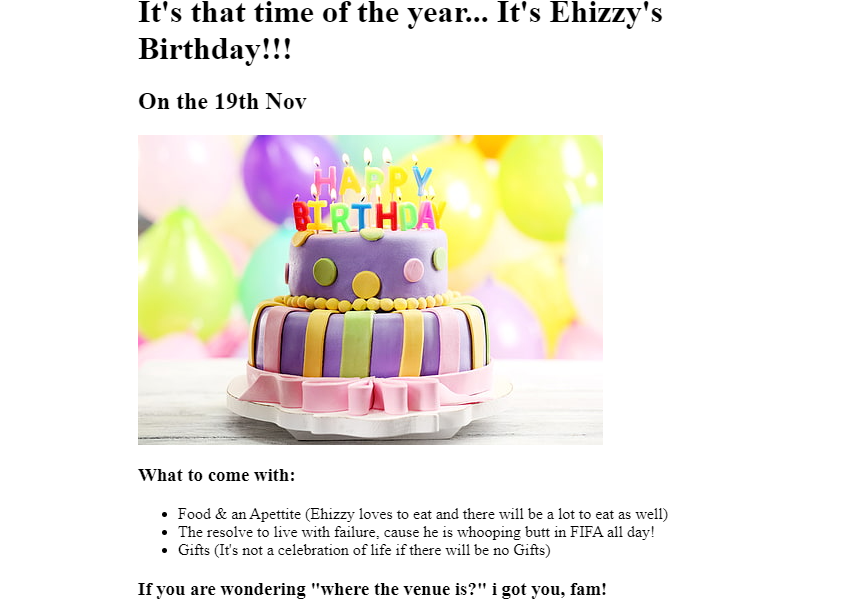 It's that time of the year... It's Ehizzy's
Birthday!!!
On the 19th Nov
HAPPY
BIRTHDAY
What to come with:
Food & an Apettite (Ehizzy loves to eat and there will be a lot to eat as well)
The resolve to live with failure, cause he is whooping butt in FIFA all day!
Gifts (It's not a celebration of life if there will be no Gifts)
If you are wondering "where the venue is?" i got you, fam!